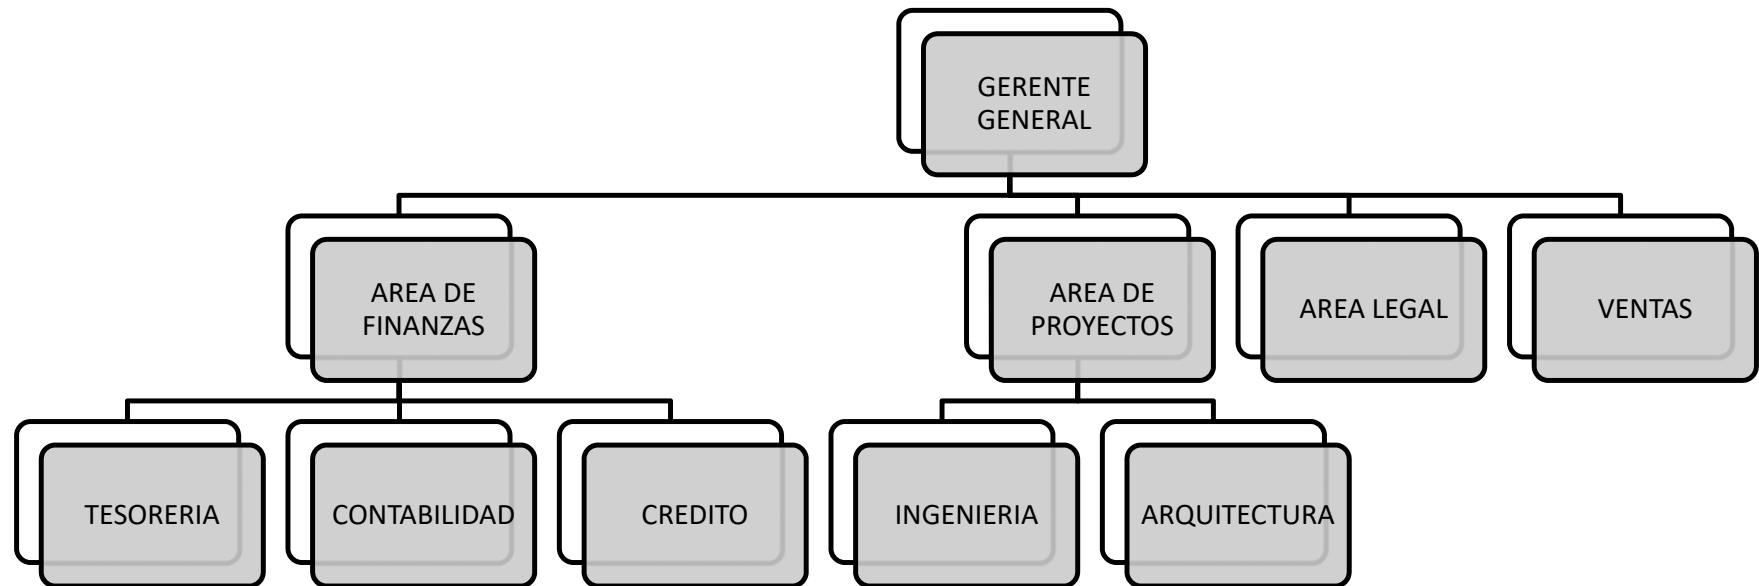 GERENTE
GENERAL
AREA DE
FINANZAS
AREA DE
PROYECTOS
AREA LEGAL
VENTAS
TESORERIA
CONTABILIDAD
CREDITO
INGENIERIA
ARQUITECTURA